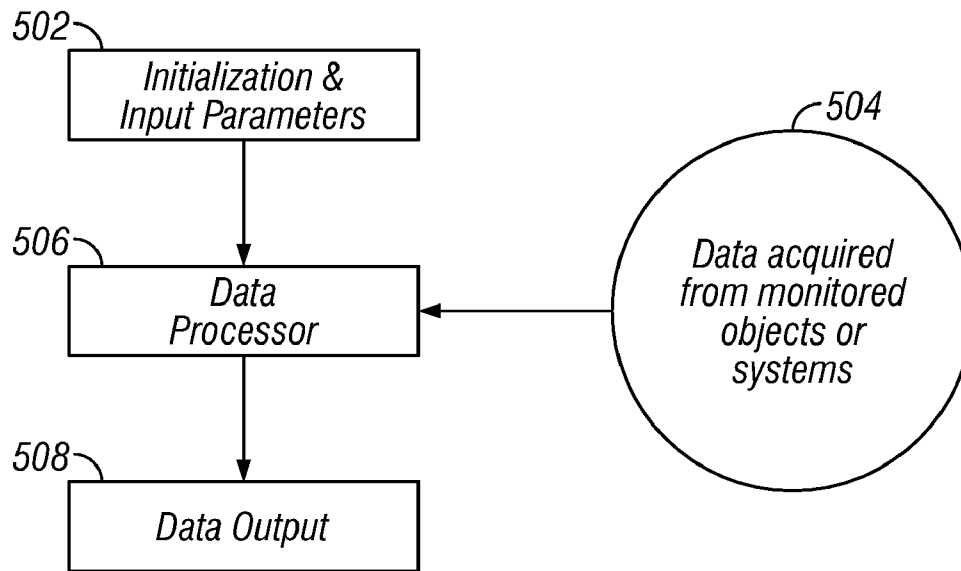 502
Initialization &
Input Parameters
504
506
Data
Processor
Data acquired
from monitored
objects or
systems
508
Data Output